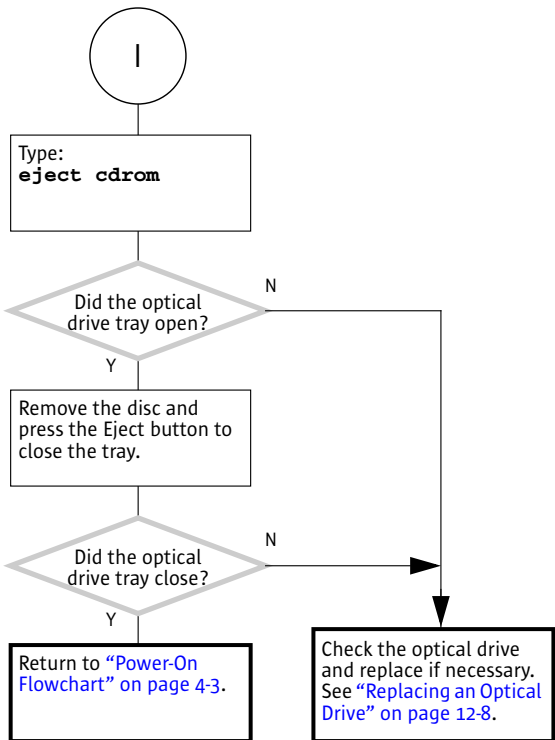 I
Type:
eject cdrom
Did the optical
drive tray open?
N
Y
Remove the disc and
press the Eject button to
close the tray.
Did the optical
drive tray close?
N
Y
Return to “Power-On
Flowchart” on page 4-3.
Check the optical drive
and replace if necessary.
See “Replacing an Optical
Drive” on page 12-8.